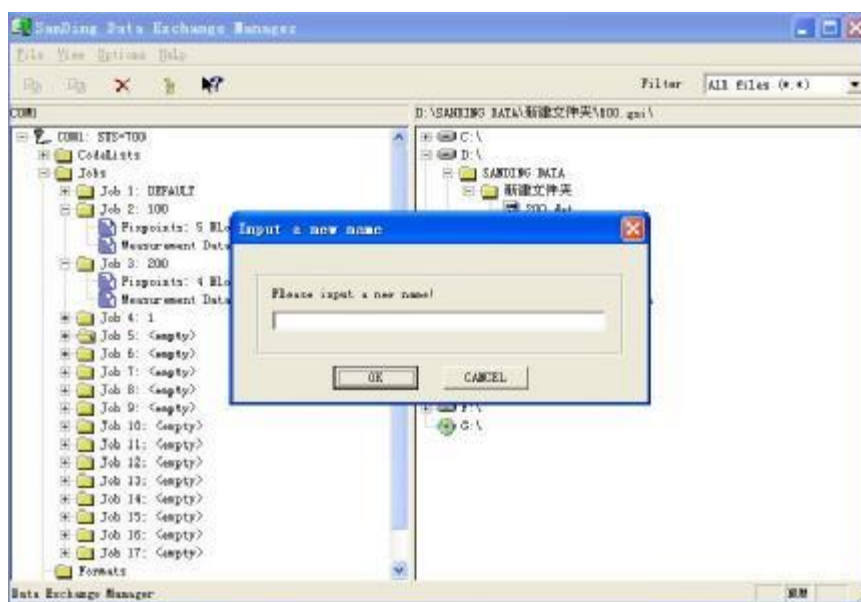 SanDing Data Exchange Manager
File View Options Help
Filter All files (*.*)
COM1
D:\SANDING DATA\新建文件夹\100.gsi\
COM1: STS-700
CodeLists
Jobs
Job 1: DEFAULT
Job 2: 100
Fixpoints: 5 Blo
Measurement Data
Job 3: 200
Fixpoints: 4 Blo
Measurement Data
Job 4: 1
Job 5: <empty>
Job 6: <empty>
Job 7: <empty>
Job 8: <empty>
Job 9: <empty>
Job 10: <empty>
Job 11: <empty>
Job 12: <empty>
Job 13: <empty>
Job 14: <empty>
Job 15: <empty>
Job 16: <empty>
Job 17: <empty>
Formats
C:\
D:\
SANDING DATA
新建文件夹
200.dat
F:\
G:\
Input a new name
Please input a new name!
OK CANCEL
Data Exchange Manager
NUM